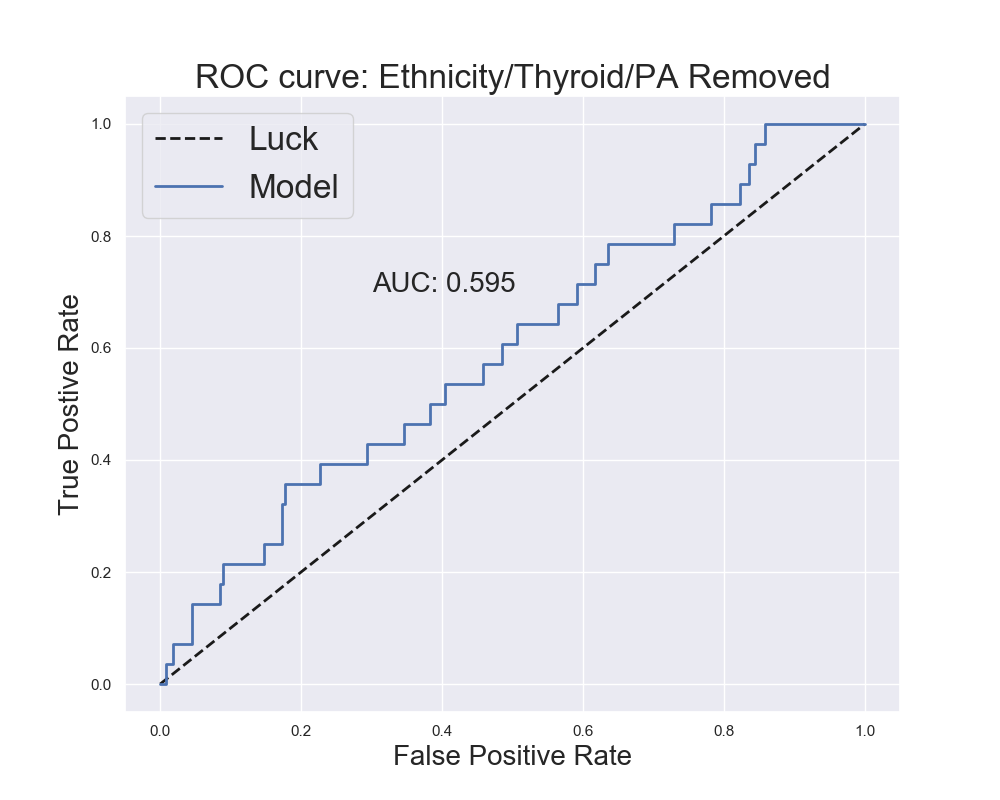 ROC curve: Ethnicity/Thyroid/PA Removed
Luck
Model
AUC: 0.595
True Postive Rate
1.0
0.8
0.6
0.4
0.2
0.0
0.0 0.2 0.4 0.6 0.8 1.0
False Positive Rate